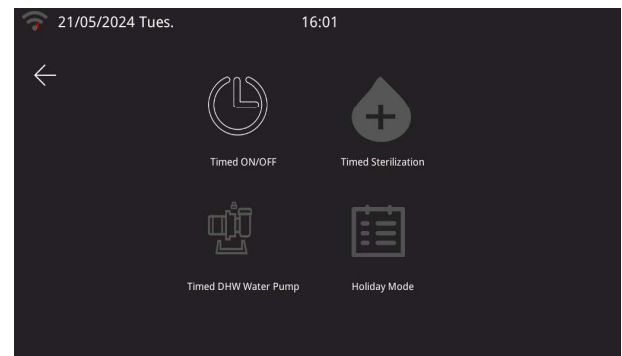 21/05/2024 Tues. 16:01
Timed ON/OFF Timed Sterilization
Timed DHW Water Pump Holiday Mode